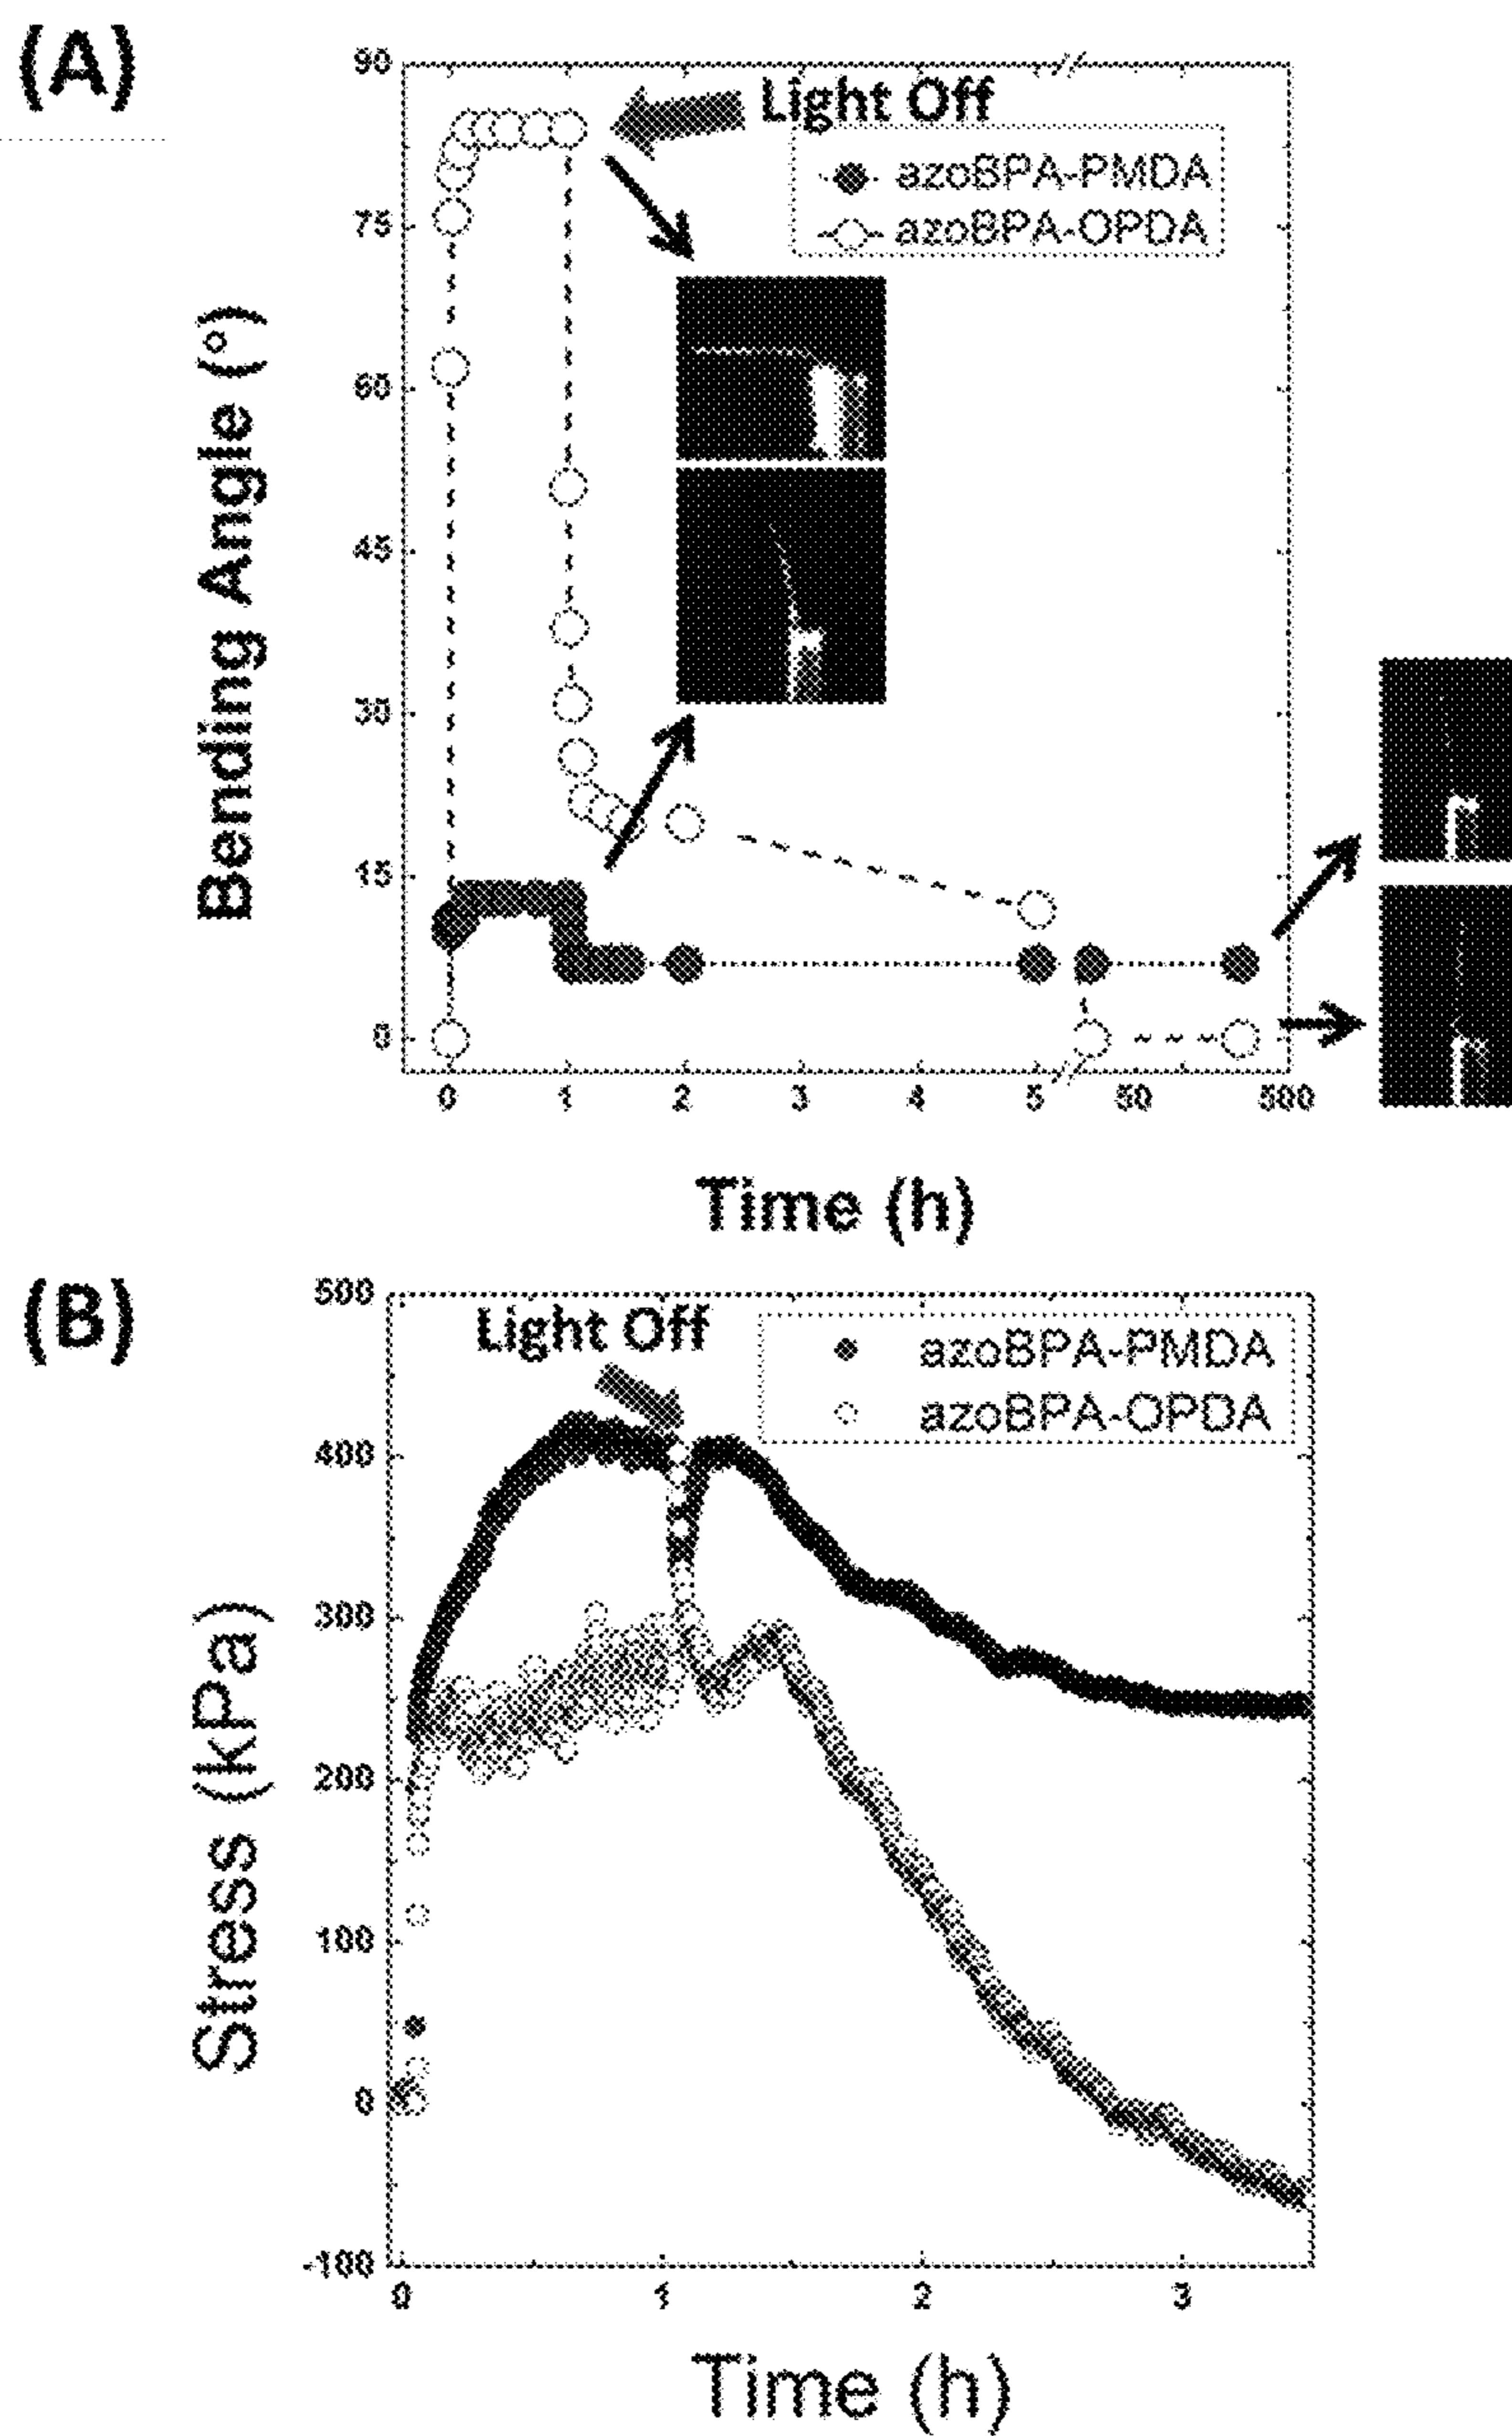 (A)
90
75
60
45
30
15
0
Bending Angle (°)
Light Off
azoBPA-PMDA
azoBPA-OPDA
0 1 2 3 4 5 50 500
Time (h)
(B)
500
400
300
200
100
0
-100
Stress (kPa)
Light Off
azoBPA-PMDA
azoBPA-OPDA
0 1 2 3
Time (h)